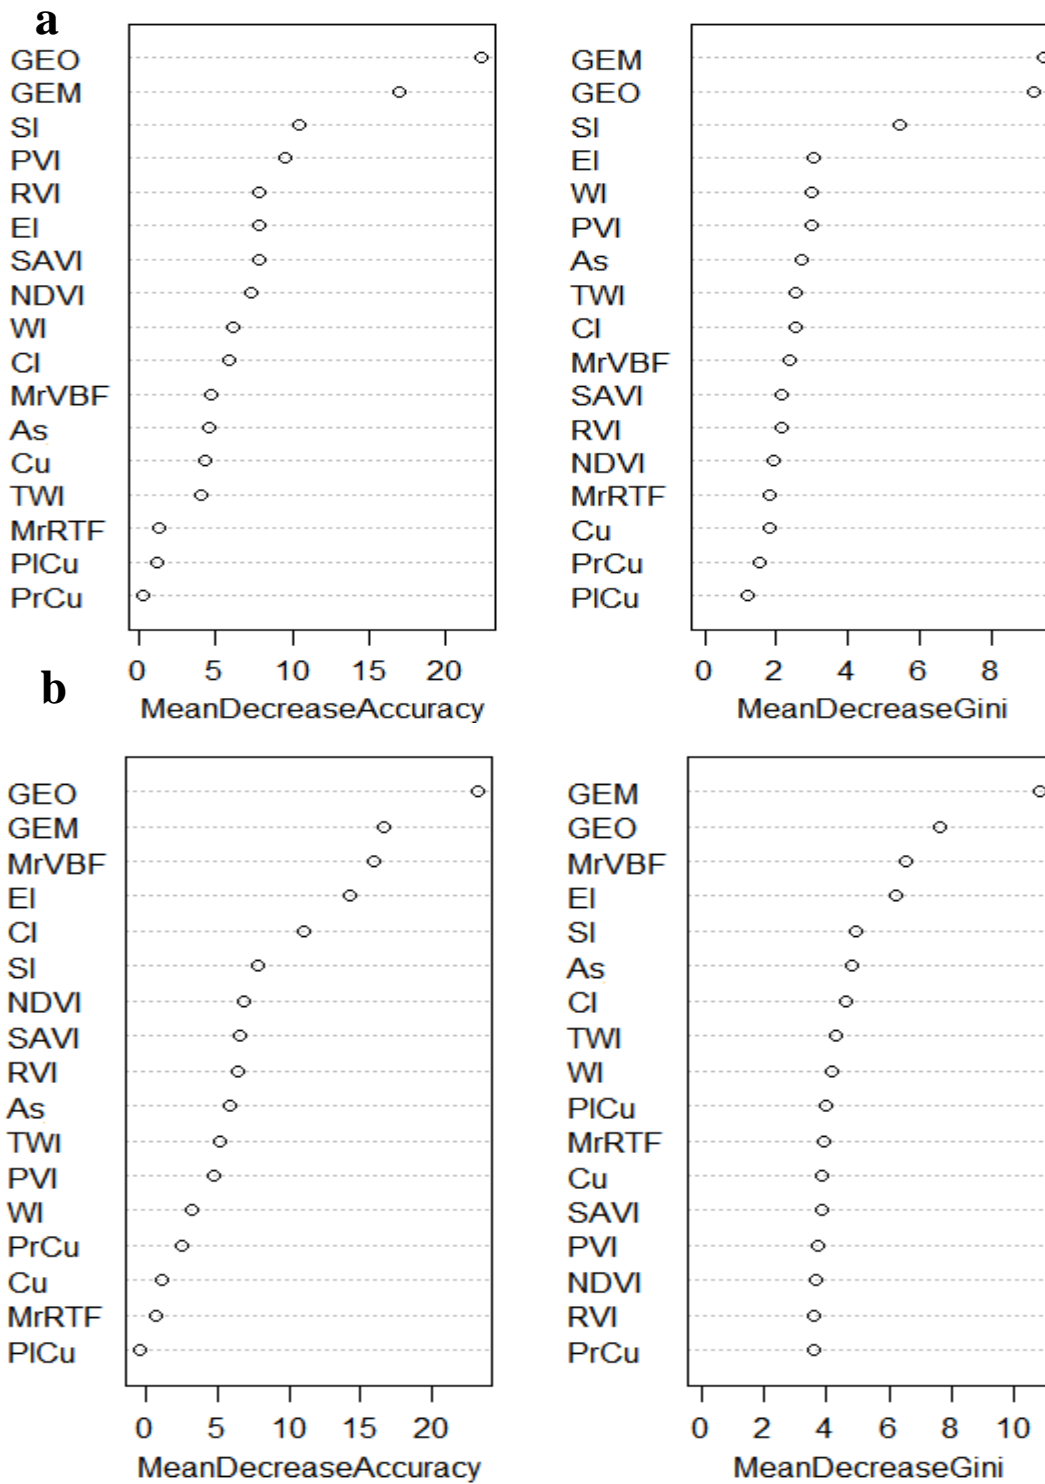 a
GEO
GEM
SI
PVI
RVI
EI
SAVI
NDVI
WI
CI
MrVBF
As
Cu
TWI
MrRTF
PlCu
PrCu
0 5 10 15 20
MeanDecreaseAccuracy
GEM
GEO
SI
EI
WI
PVI
As
TWI
CI
MrVBF
SAVI
RVI
NDVI
MrRTF
Cu
PrCu
PlCu
0 2 4 6 8
MeanDecreaseGini
b
GEO
GEM
MrVBF
EI
CI
SI
NDVI
SAVI
RVI
As
TWI
PVI
WI
PrCu
Cu
MrRTF
PlCu
0 5 10 15 20
MeanDecreaseAccuracy
GEM
GEO
MrVBF
EI
SI
As
CI
TWI
WI
PlCu
MrRTF
Cu
SAVI
PVI
NDVI
RVI
PrCu
0 2 4 6 8 10
MeanDecreaseGini